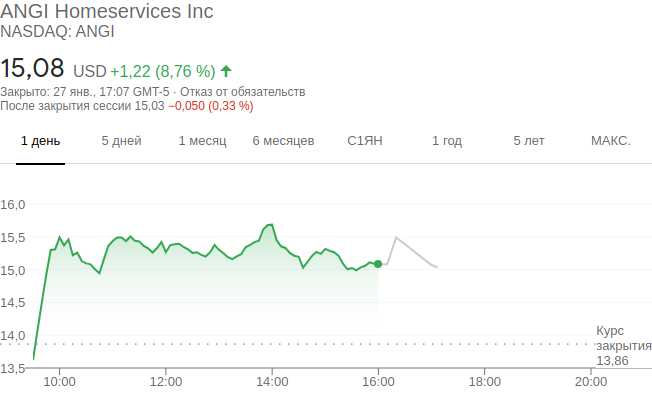 ANGI Homeservices Inc
NASDAQ: ANGI
15,08 USD +1,22 (8,76 %)
Закрыто: 27 янв., 17:07 GMT-5 · Отказ от обязательств
После закрытия сессии 15,03 −0,050 (0,33 %)
1 день 5 дней 1 месяц 6 месяцев С1ЯН 1 год 5 лет МАКС.
16,0
15,5
15,0
14,5
14,0
13,5
Курс
закрытия
13,86
10:00 12:00 14:00 16:00 18:00 20:00